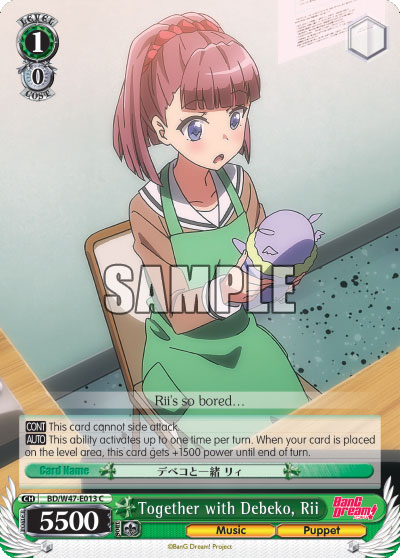 LEVEL
1
0
COST
SAMPLE
Rii's so bored…
CONT This card cannot side attack.
AUTO This ability activates up to one time per turn. When your card is placed
on the level area, this card gets +1500 power until end of turn.
Card Name
デベコと一緒 リィ
CH BD/W47-E013 C
Together with Debeko, Rii
BanG Dream!
POWER
5500
SOUL
Music
Puppet
©BanG Dream! Project